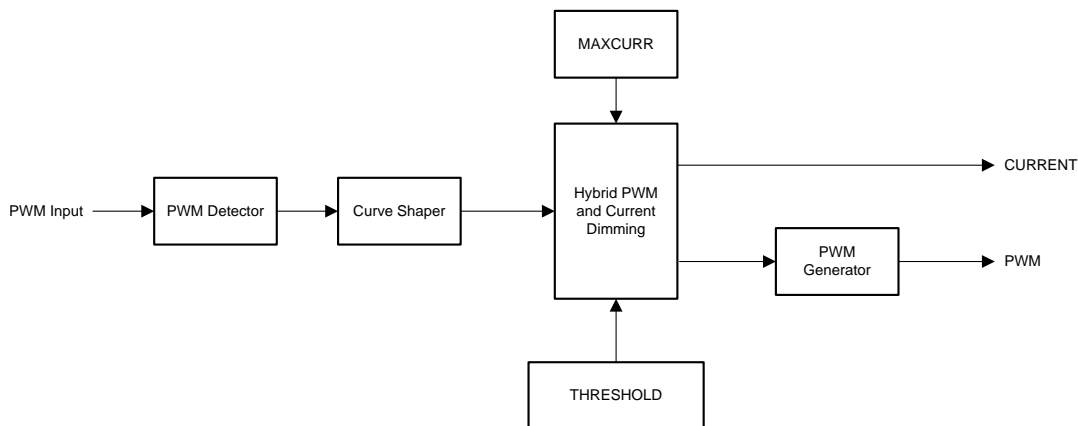 MAXCURR
CURRENT
PWM Input
PWM Detector
Curve Shaper
Hybrid PWM
and Current
Dimming
PWM
Generator
PWM
THRESHOLD